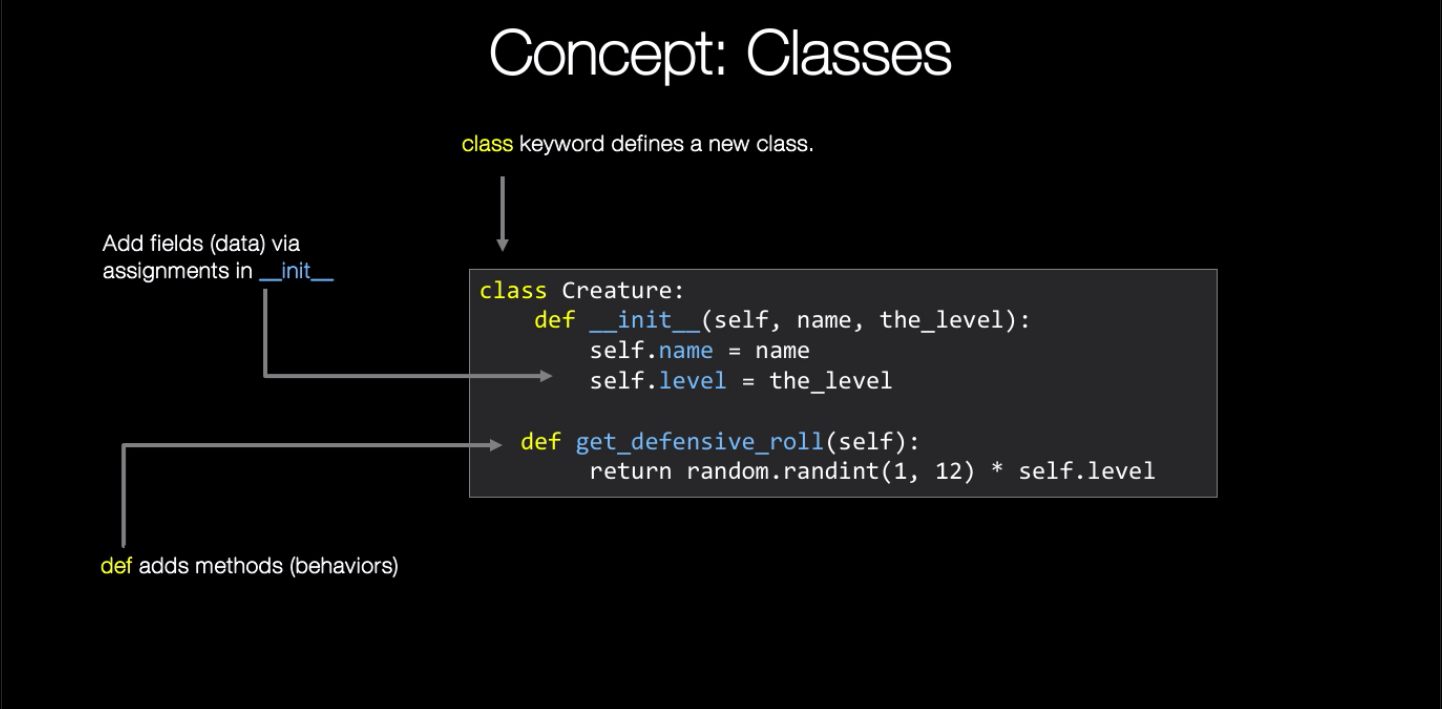 Concept: Classes
class keyword defines a new class.
Add fields (data) via
assignments in __init__
class Creature:
    def __init__(self, name, the_level):
        self.name = name
        self.level = the_level
   def get_defensive_roll(self):
        return random.randint(1, 12) * self.level
def adds methods (behaviors)